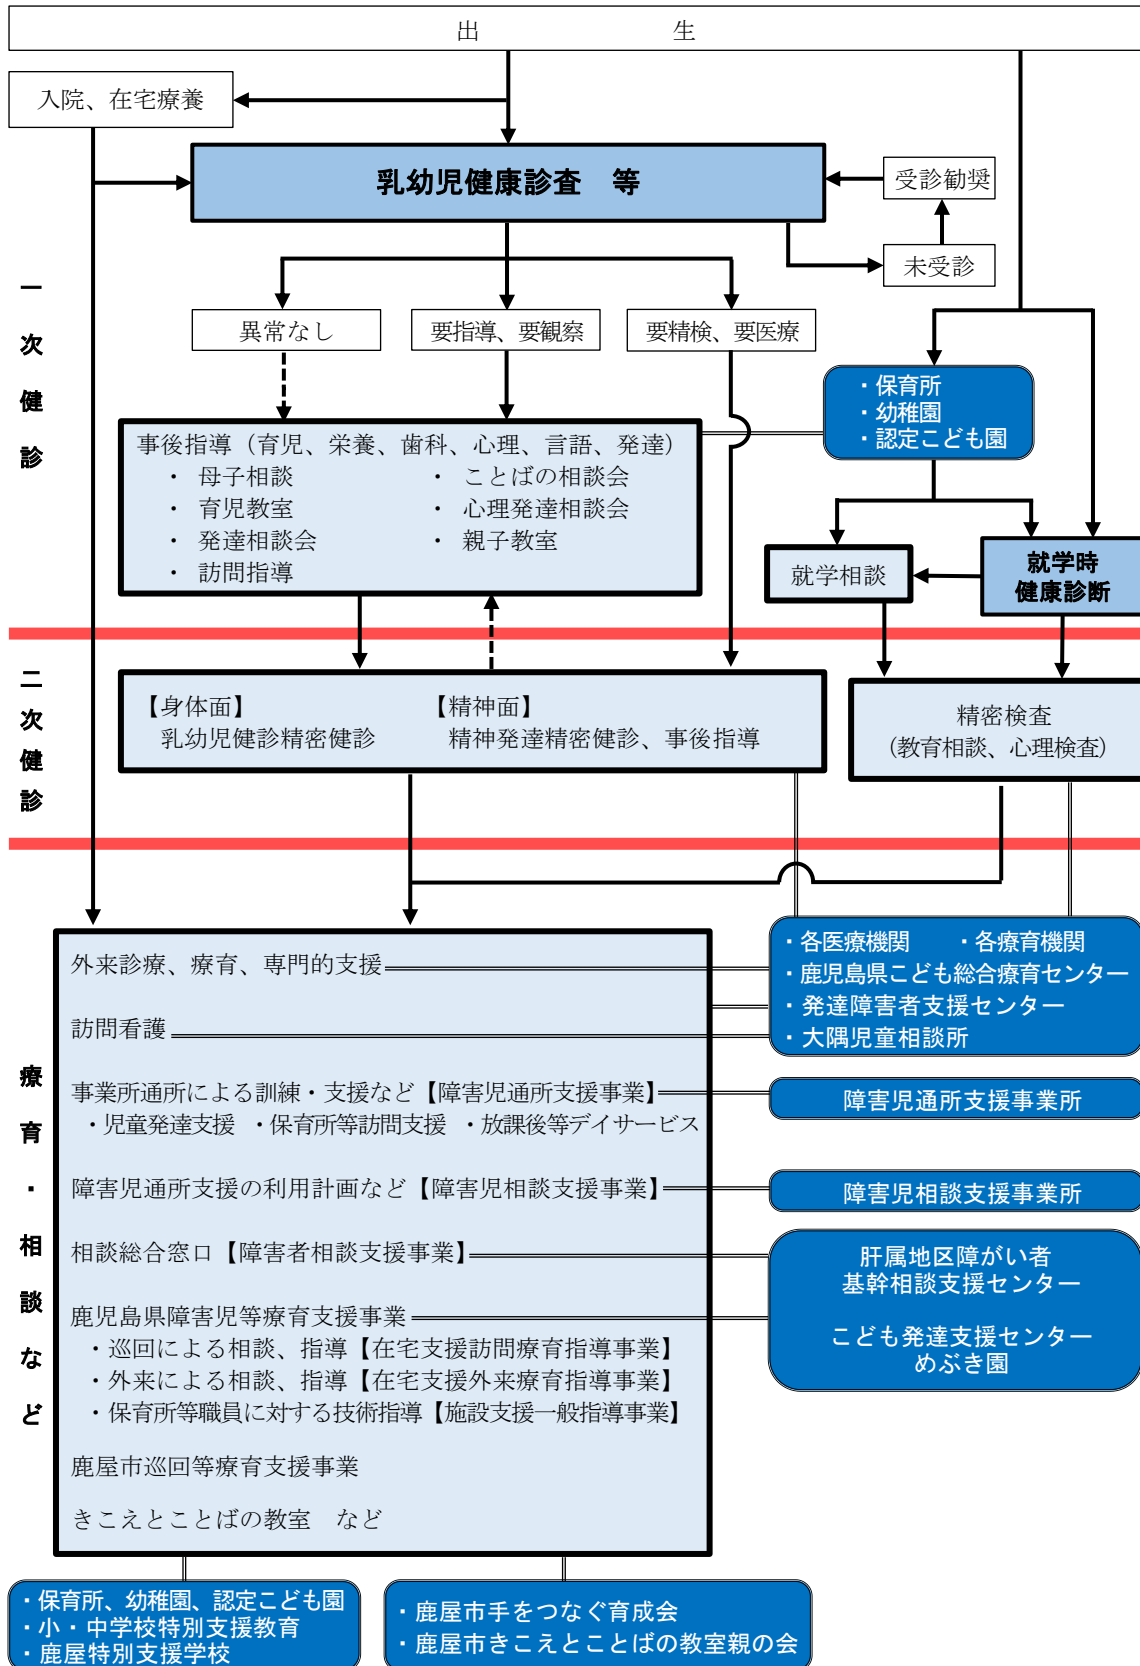 出　生
入院、在宅療養
乳幼児健康診査　等
受診勧奨
未受診
一次健診
異常なし
要指導、要観察
要精検、要医療
・保育所
・幼稚園
・認定こども園
事後指導（育児、栄養、歯科、心理、言語、発達）
・ 母子相談
・ ことばの相談会
・ 育児教室
・ 心理発達相談会
・ 発達相談会
・ 親子教室
・ 訪問指導
就学相談
就学時
健康診断
二次健診
【身体面】
乳幼児健診精密健診
【精神面】
精神発達精密健診、事後指導
精密検査
（教育相談、心理検査）
療育・相談など
外来診療、療育、専門的支援
訪問看護
事業所通所による訓練・支援など【障害児通所支援事業】
・児童発達支援　・保育所等訪問支援　・放課後等デイサービス
障害児通所支援の利用計画など【障害児相談支援事業】
相談総合窓口【障害者相談支援事業】
鹿児島県障害児等療育支援事業
・巡回による相談、指導【在宅支援訪問療育指導事業】
・外来による相談、指導【在宅支援外来療育指導事業】
・保育所等職員に対する技術指導【施設支援一般指導事業】
鹿屋市巡回等療育支援事業
きこえとことばの教室　など
・各医療機関　・各療育機関
・鹿児島県こども総合療育センター
・発達障害者支援センター
・大隅児童相談所
障害児通所支援事業所
障害児相談支援事業所
肝属地区障がい者
基幹相談支援センター
こども発達支援センター
めぶき園
・保育所、幼稚園、認定こども園
・小・中学校特別支援教育
・鹿屋特別支援学校
・鹿屋市手をつなぐ育成会
・鹿屋市きこえとことばの教室親の会